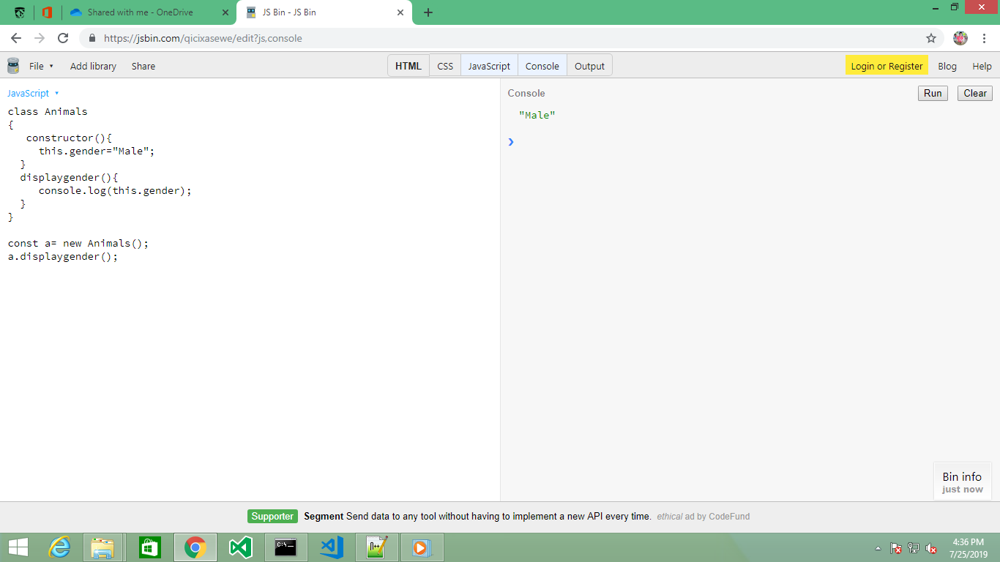 Shared with me - OneDrive
JS Bin - JS Bin
https://jsbin.com/qicixasewe/edit?js,console
File Add library Share HTML CSS JavaScript Console Output Login or Register Blog Help
JavaScript
class Animals
{
constructor(){
this.gender="Male";
}
displaygender(){
console.log(this.gender);
}
}
const a= new Animals();
a.displaygender();
Console Run Clear
"Male"
Bin info
just now
Supporter Segment Send data to any tool without having to implement a new API every time. ethical ad by CodeFund
4:36 PM
7/25/2019